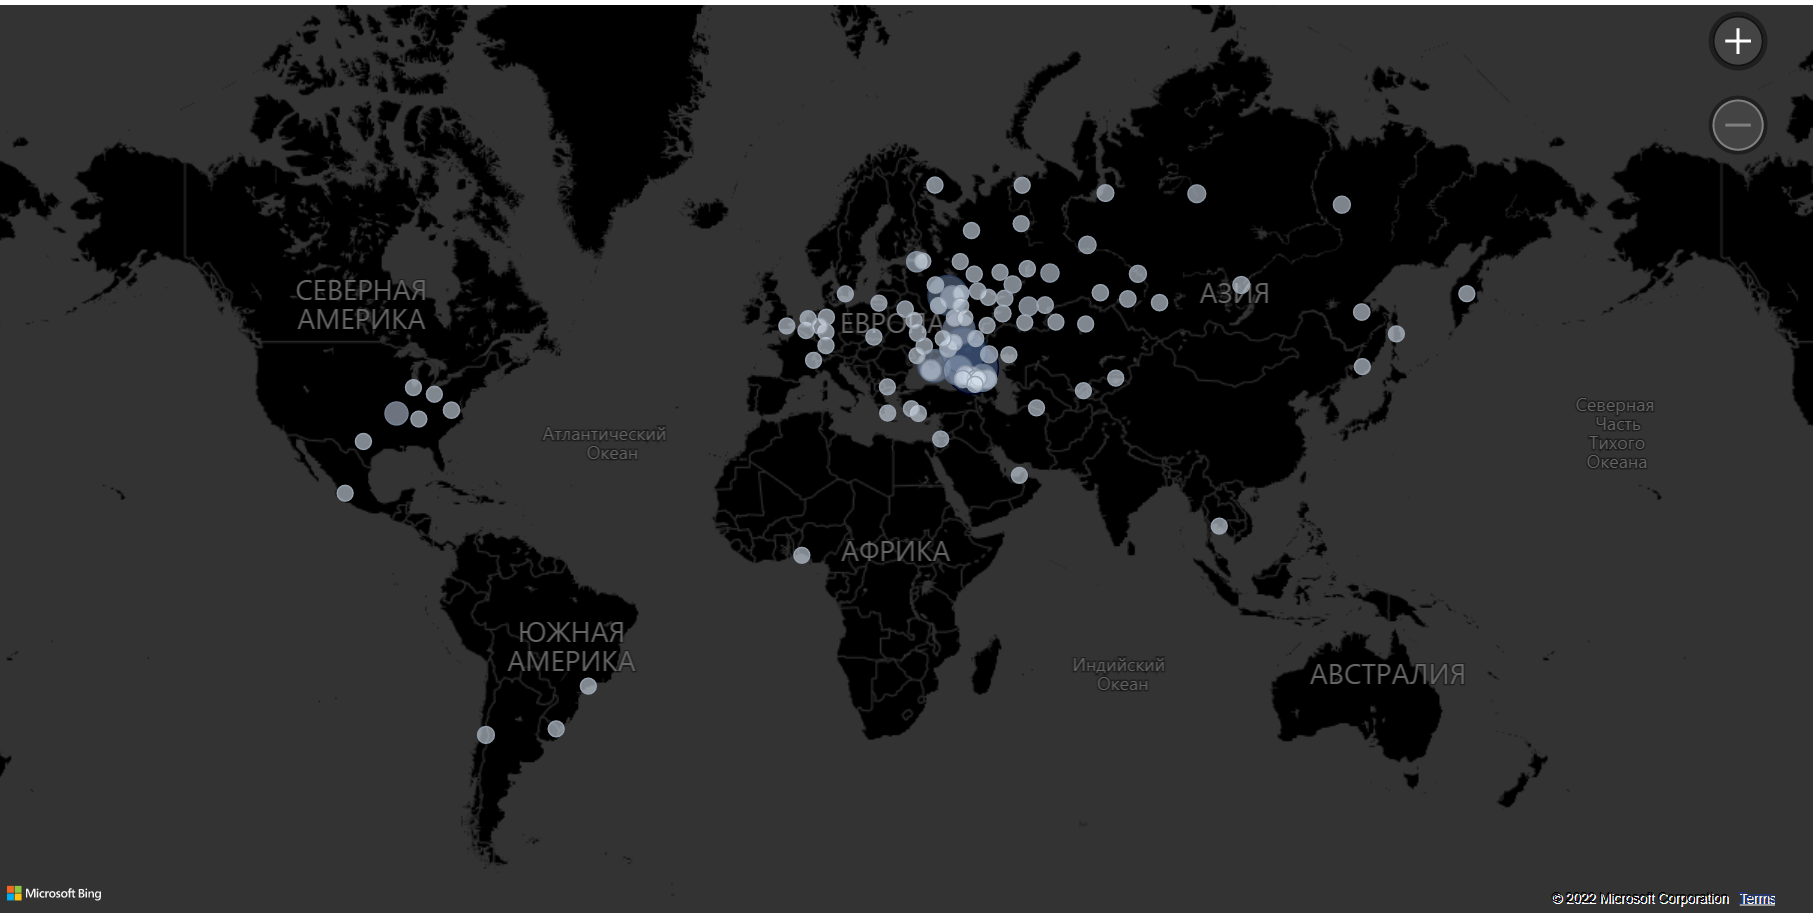 СЕВЕРНАЯ
АМЕРИКА
ЕВРОПА
АЗИЯ
Атлантический
Океан
Северная
Часть
Тихого
Океана
АФРИКА
ЮЖНАЯ
АМЕРИКА
Индийский
Океан
АВСТРАЛИЯ
Microsoft Bing
© 2022 Microsoft Corporation Terms